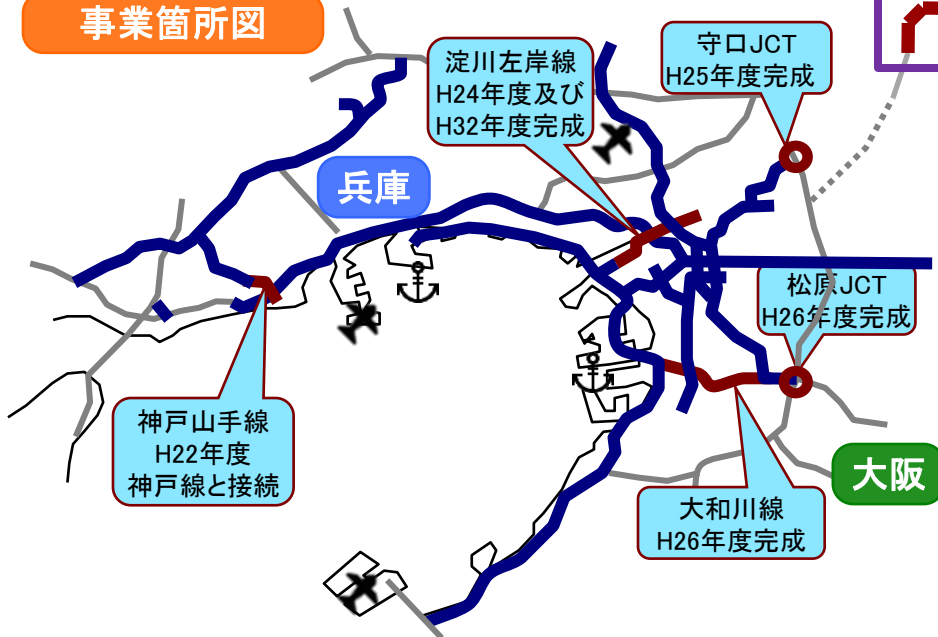 事業箇所図
淀川左岸線
H24年度及び
H32年度完成
守口JCT
H25年度完成
兵庫
松原JCT
H26年度完成
神戸山手線
H22年度
神戸線と接続
大阪
大和川線
H26年度完成